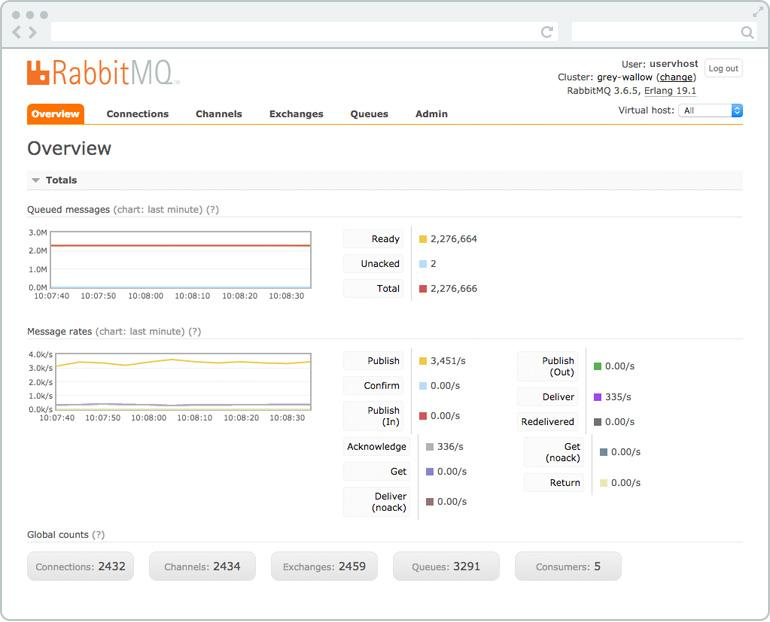 RabbitMQ
User: uservhost
Log out
Cluster: grey-wallow (change)
RabbitMQ 3.6.5, Erlang 19.1
Overview Connections Channels Exchanges Queues Admin
Virtual host: All
Overview
Totals
Queued messages (chart: last minute) (?)
3.0M
2.0M
1.0M
0.0M
10:07:40 10:07:50 10:08:00 10:08:10 10:08:20 10:08:30
Ready 2,276,664
Unacked 2
Total 2,276,666
Message rates (chart: last minute) (?)
4.0k/s
3.0k/s
2.0k/s
1.0k/s
0.0k/s
10:07:40 10:07:50 10:08:00 10:08:10 10:08:20 10:08:30
Publish 3,451/s
Confirm 0.00/s
Publish
(In) 0.00/s
Acknowledge 336/s
Get 0.00/s
Deliver
(noack) 0.00/s
Publish
(Out) 0.00/s
Deliver 335/s
Redelivered 0.00/s
Get
(noack) 0.00/s
Return 0.00/s
Global counts (?)
Connections: 2432 Channels: 2434 Exchanges: 2459 Queues: 3291 Consumers: 5